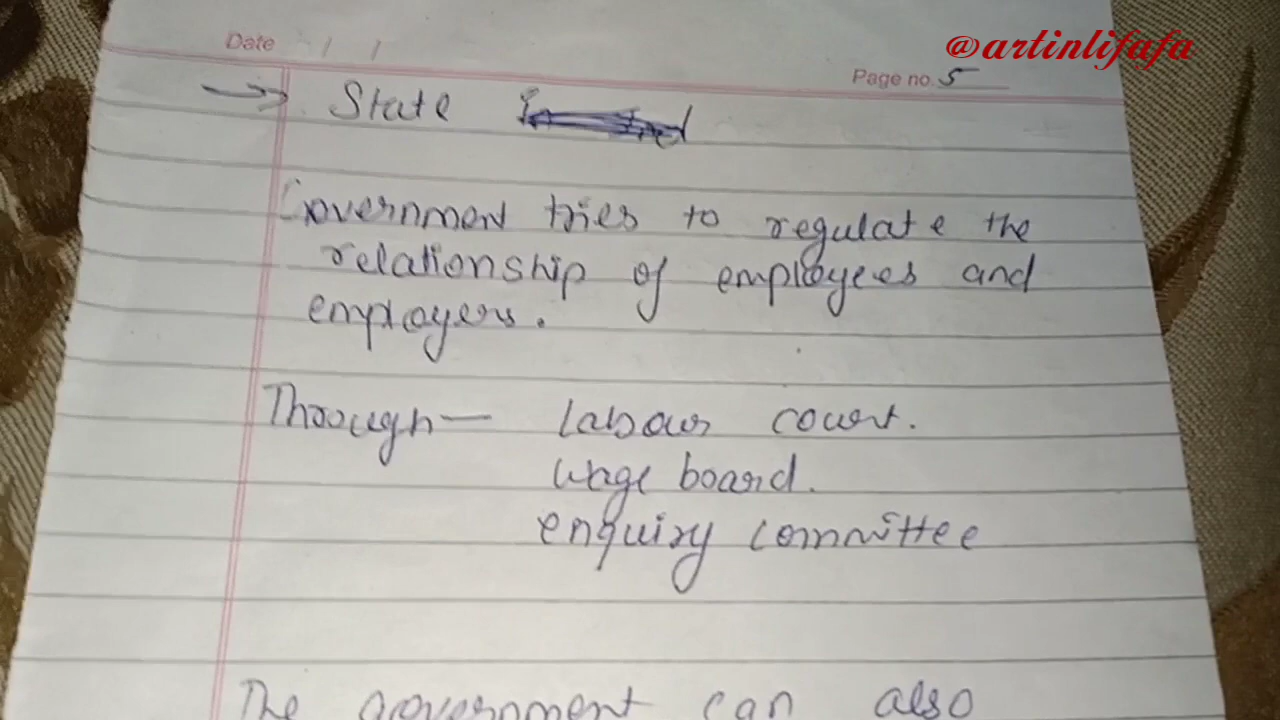 @artinlifafa
Date / /
Page no. 5
→ State
Government tries to regulate the
relationship of employees and
employers.
Through — labour court.
wage board.
enquiry committee
The government can also